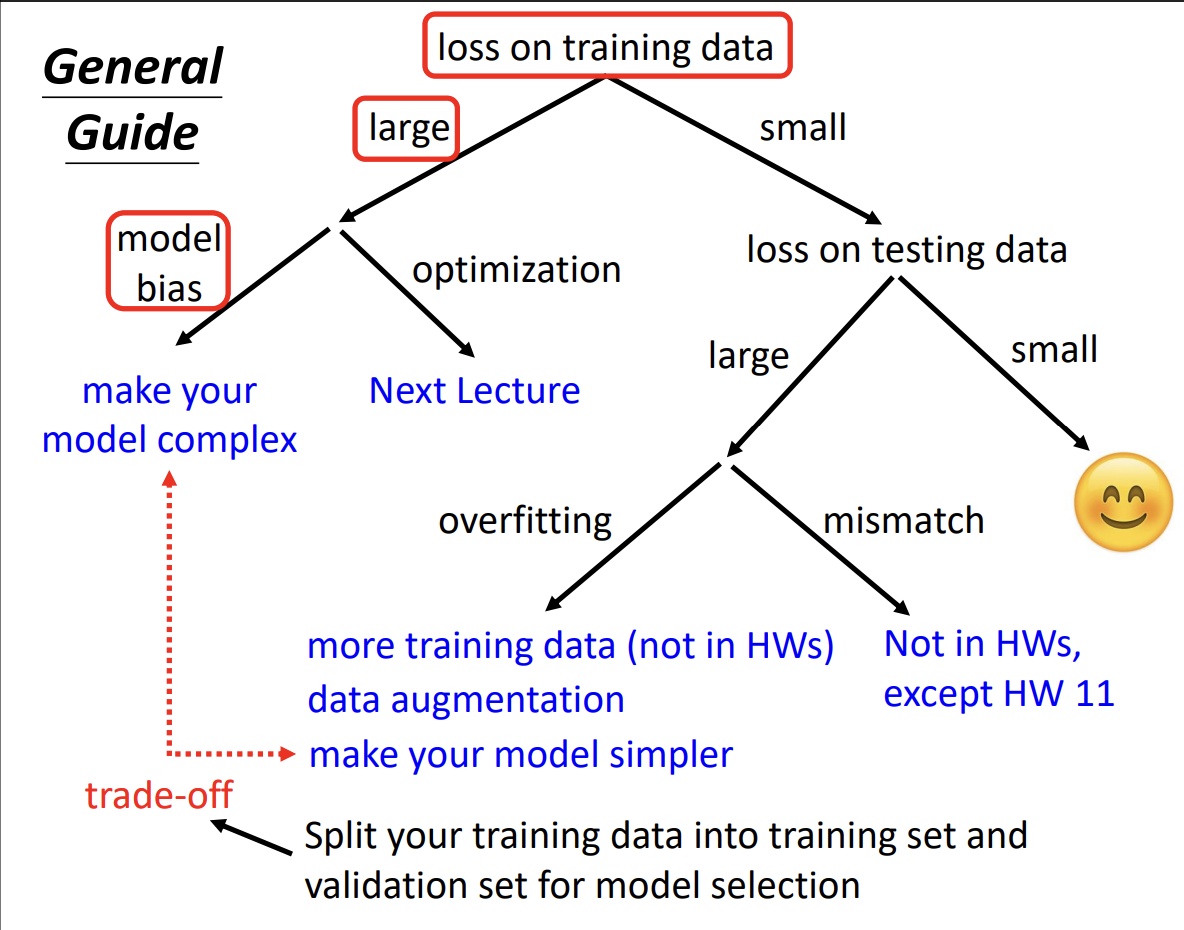 General
Guide
loss on training data
large
small
model
bias
optimization
loss on testing data
make your
model complex
Next Lecture
large
small
overfitting
mismatch
more training data (not in HWs)
data augmentation
make your model simpler
Not in HWs,
except HW 11
trade-off
Split your training data into training set and
validation set for model selection